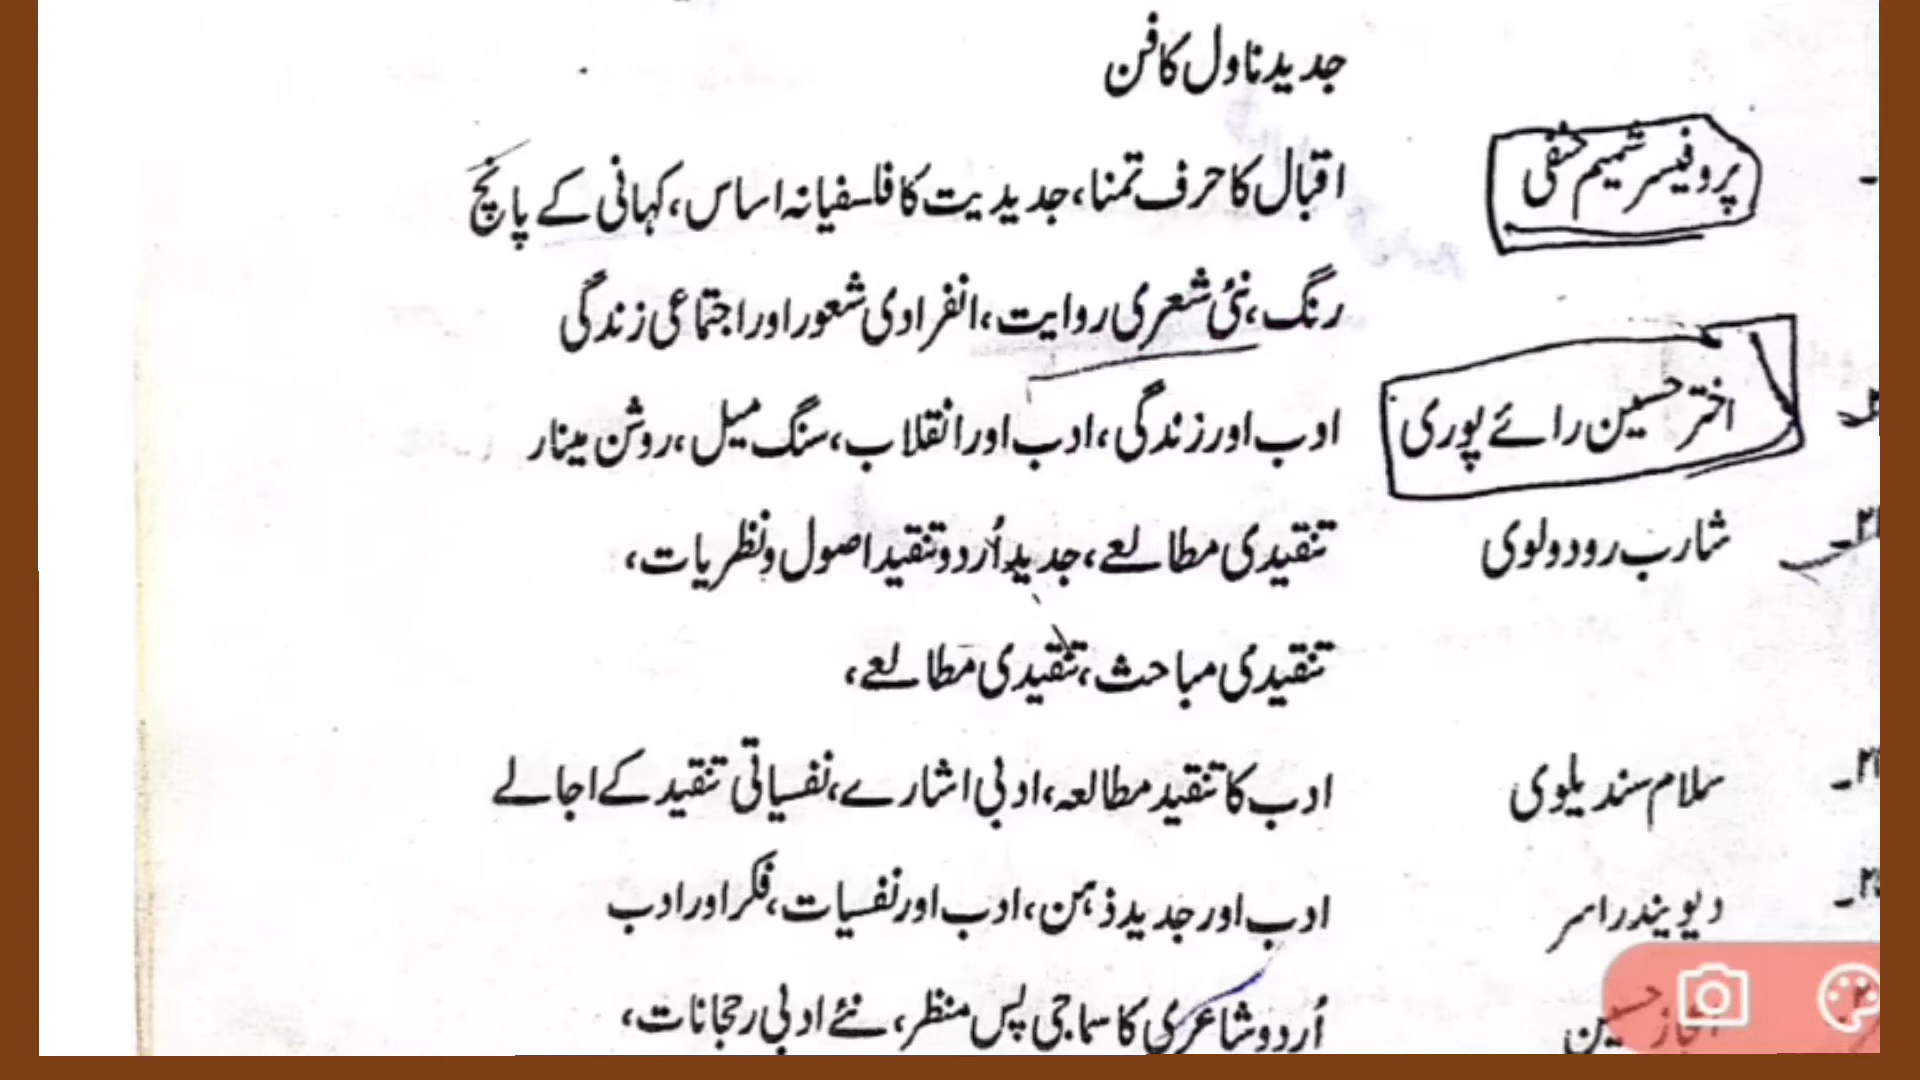 جدید ناول کا فن
پروفیسر شمیم حنفی اقبال کا حرف تمنا، جدیدیت کا فلسفیانہ اساس، کہانی کے پانچ
رنگ، نئی شعری روایت، انفرادی شعور اور اجتماعی زندگی
اختر حسین رائے پوری ادب اور زندگی، ادب اور انقلاب، سنگ میل، روشن مینار
شارب رودولوی تنقیدی مطالعے، جدید اُردو تنقید اصول و نظریات،
تنقیدی مباحث، تنقیدی مطالعے،
سلام سندیلوی ادب کا تنقید مطالعہ، ادبی اشارے، نفسیاتی تنقید کے اجالے
دیویندر اسر ادب اور جدید ذہن، ادب اور نفسیات، فکر اور ادب
حسین اُردو شاعری کا سماجی پس منظر، نئے ادبی رجحانات،